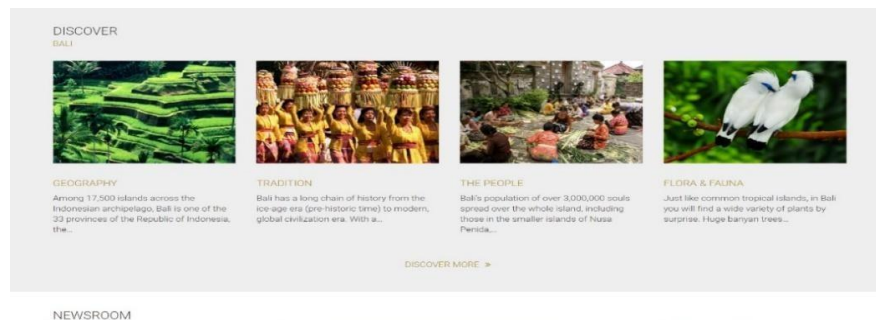 DISCOVER
BALI
GEOGRAPHY
Among 17,500 islands across the
Indonesian archipelago, Bali is one of the
33 provinces of the Republic of Indonesia,
the...
TRADITION
Bali has a long chain of history from the
ice-age era (pre-historic time) to modern,
global civilization era. With a...
THE PEOPLE
Bali's population of over 3,000,000 souls
spread over the whole island, including
those in the smaller islands of Nusa
Penida,...
FLORA & FAUNA
Just like common tropical islands, in Bali
you will find a wide variety of plants by
surprise. Huge banyan trees...
DISCOVER MORE »
NEWSROOM